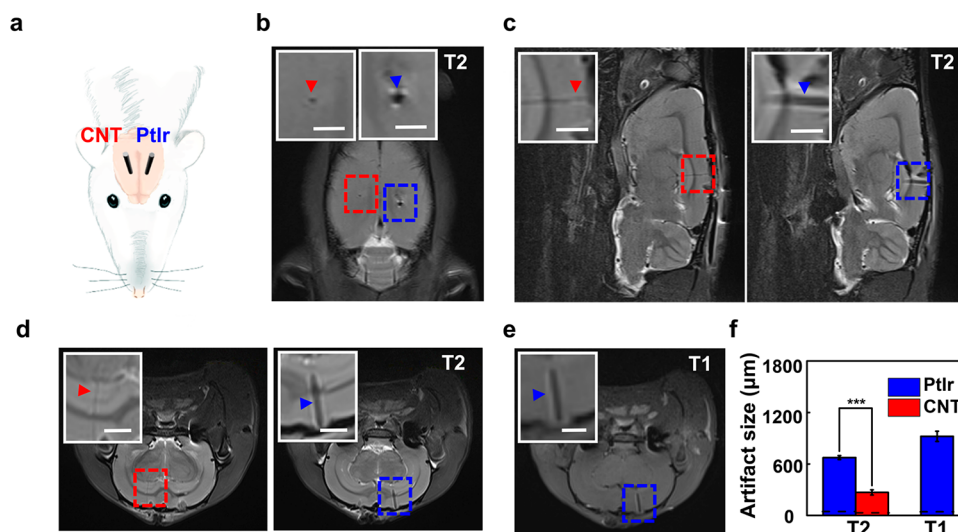 a
b
c
T2
T2
CNT
PtIr
d
e
f
T2
T1
1800
1200
600
0
Artifact size (μm)
PtIr
CNT
***
T2
T1